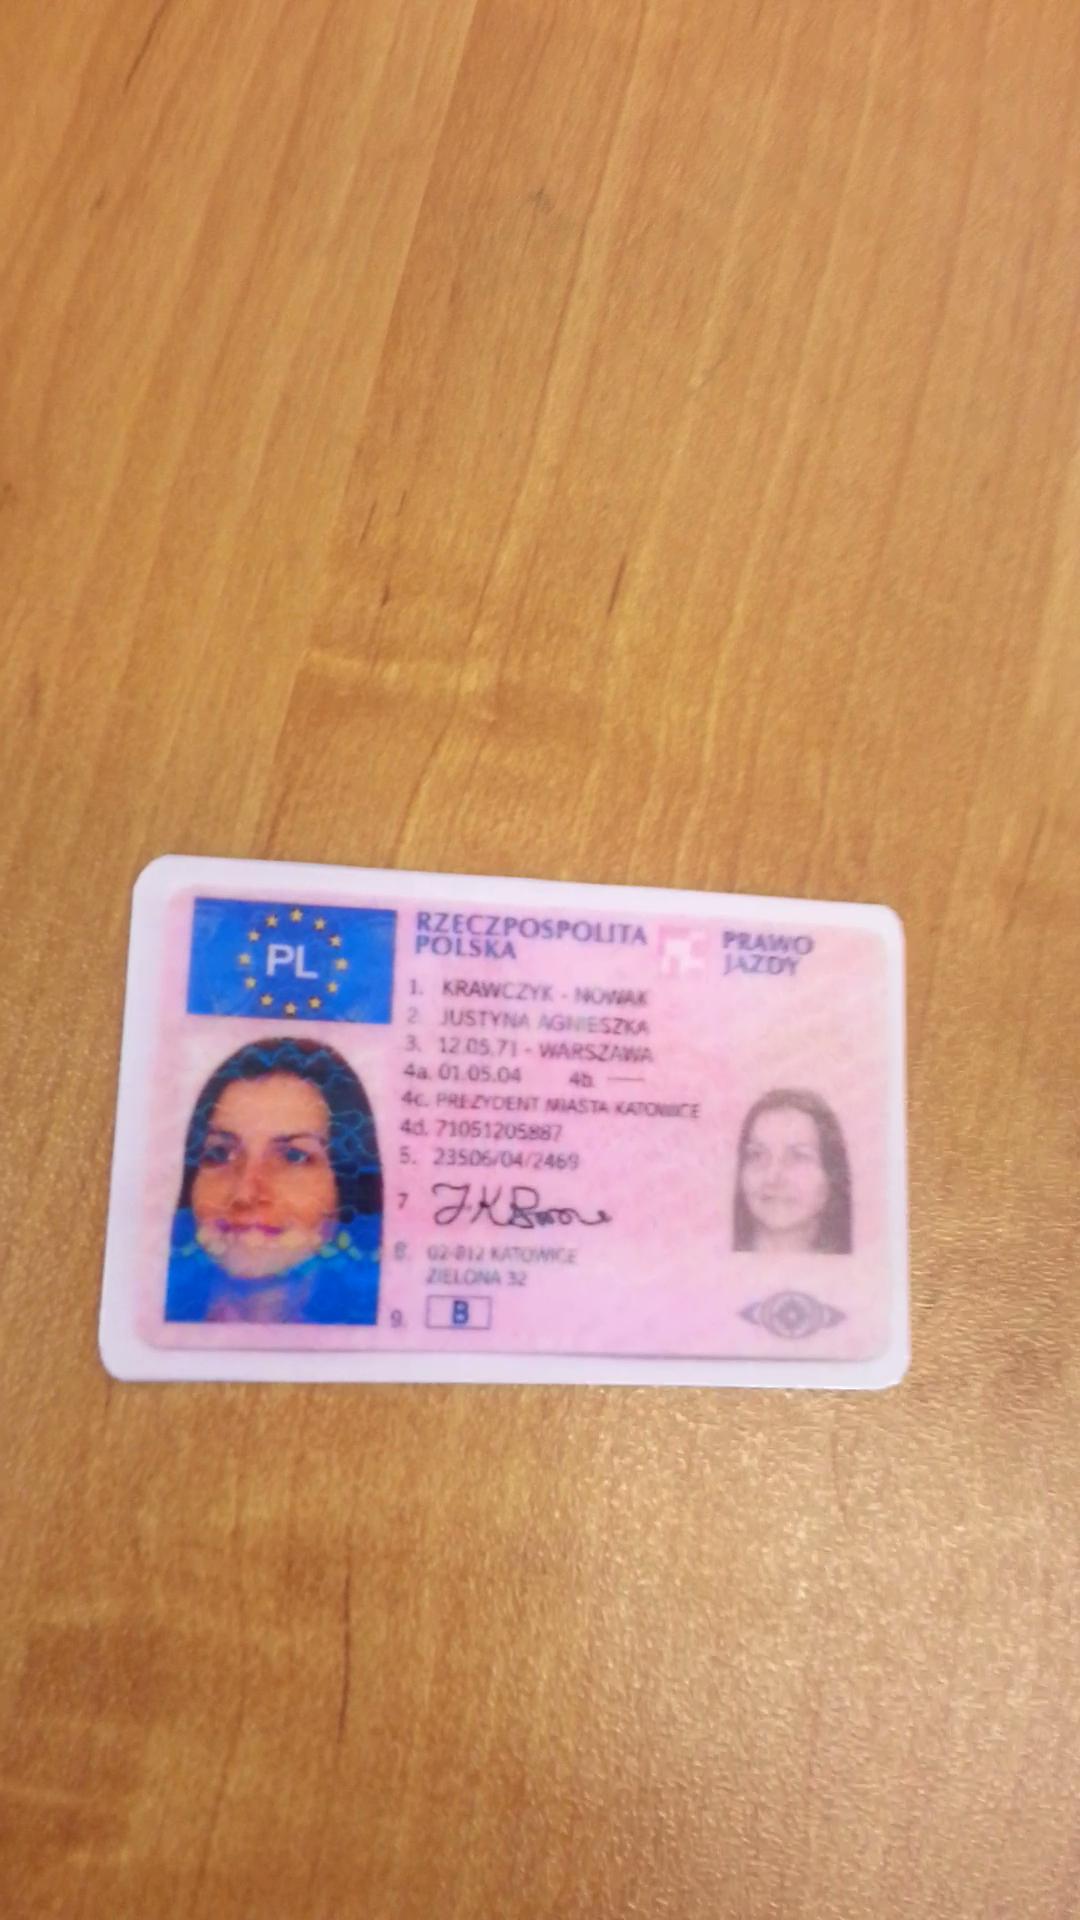 PL
RZECZPOSPOLITA
POLSKA
PRAWO
JAZDY
1. KRAWCZYK - NOWAK
2. JUSTYNA AGNIESZKA
3. 12.05.71 - WARSZAWA
4a. 01.05.04 4b. —
4c. PREZYDENT MIASTA KATOWICE
4d. 71051205887
5. 23506/04/2469
7
8. 02-812 KATOWICE
ZIELONA 32
9. B